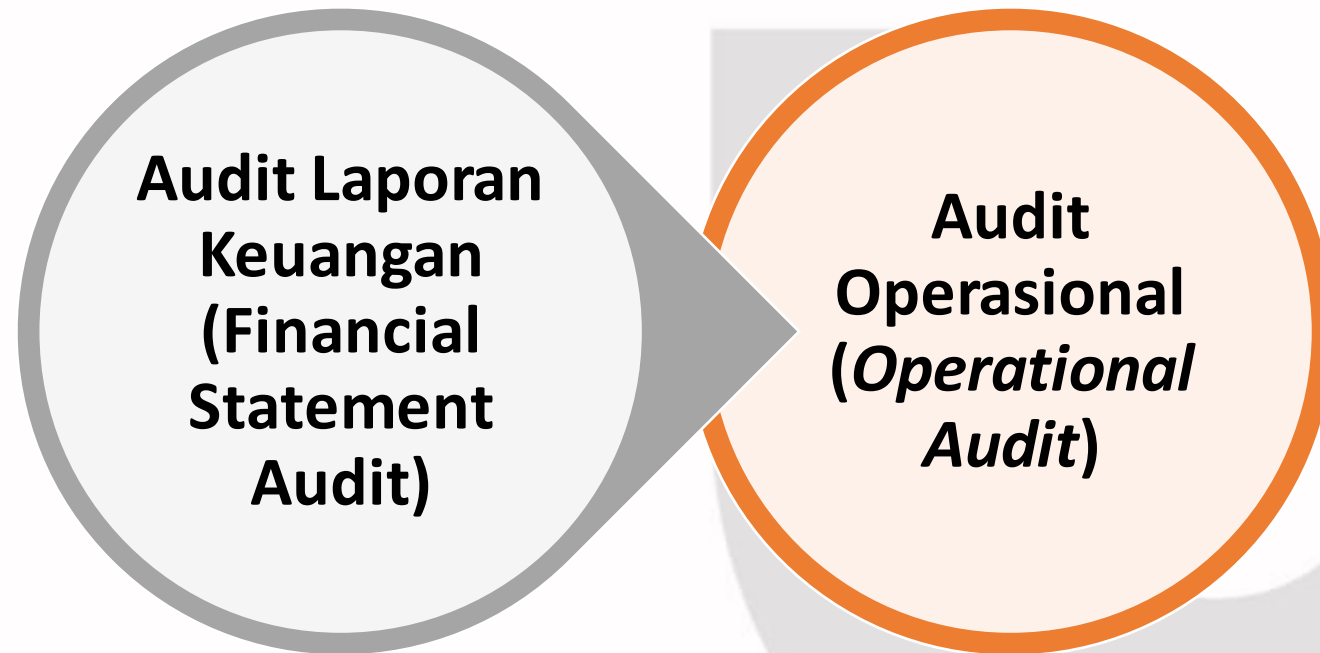 Audit Laporan
Keuangan
(Financial
Statement
Audit)
Audit
Operasional
(Operational
Audit)